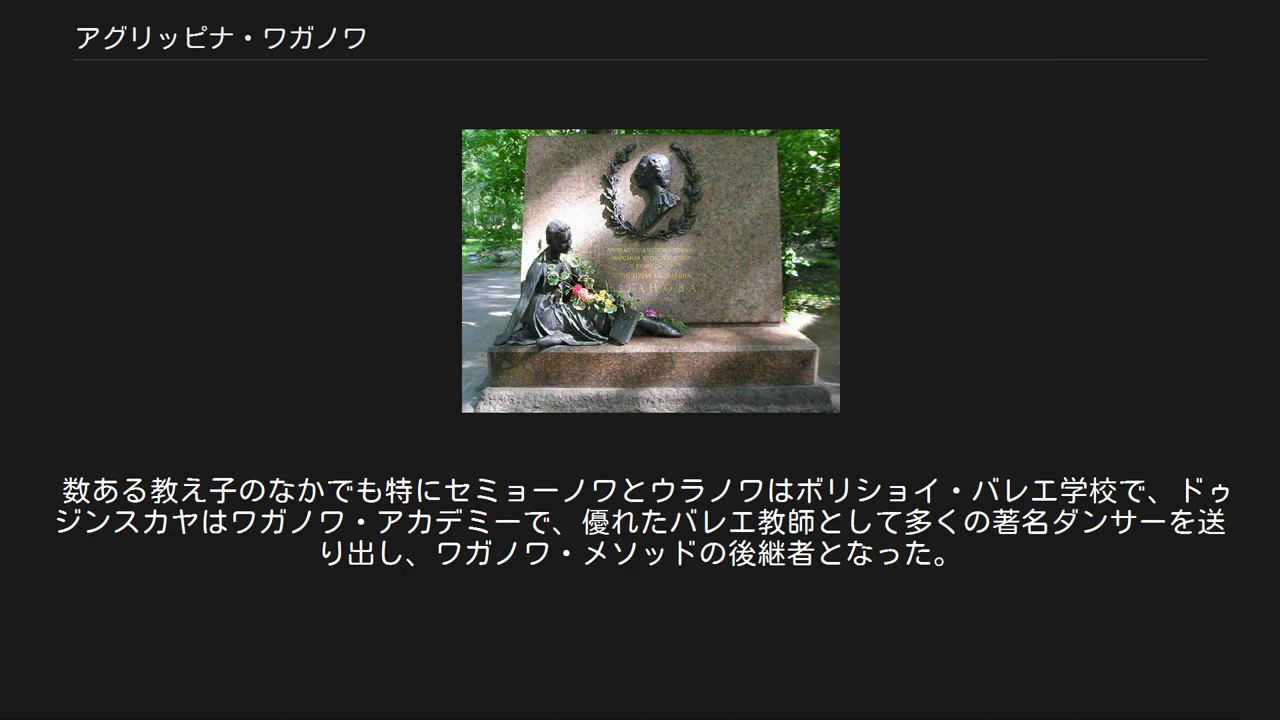 アグリッピナ・ワガノワ
ВАГАНОВА
数ある教え子のなかでも特にセミョーノワとウラノワはボリショイ・バレエ学校で、ドゥ
ジンスカヤはワガノワ・アカデミーで、優れたバレエ教師として多くの著名ダンサーを送
り出し、ワガノワ・メソッドの後継者となった。